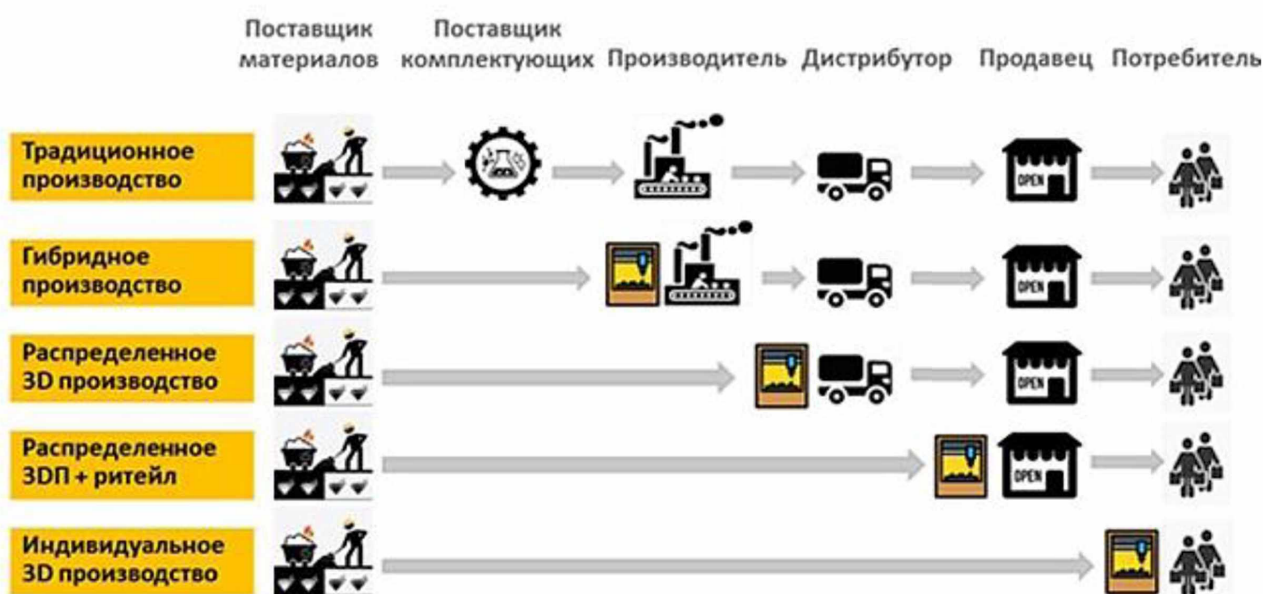 Поставщик
материалов
Поставщик
комплектующих
Производитель
Дистрибутор
Продавец
Потребитель
Традиционное
производство
OPEN
Гибридное
производство
OPEN
Распределенное
3D производство
OPEN
Распределенное
3DП + ритейл
OPEN
Индивидуальное
3D производство